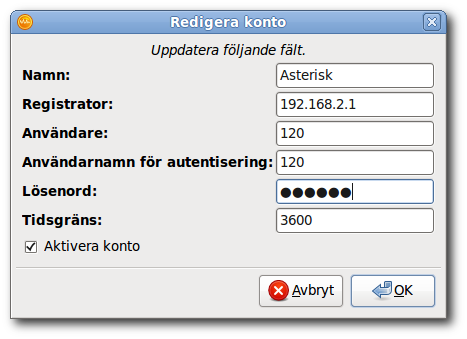 Redigera konto
Uppdatera följande fält.
Namn: Asterisk
Registrator: 192.168.2.1
Användare: 120
Användarnamn för autentisering: 120
Lösenord: ●●●●●●
Tidsgräns: 3600
Aktivera konto
Avbryt OK